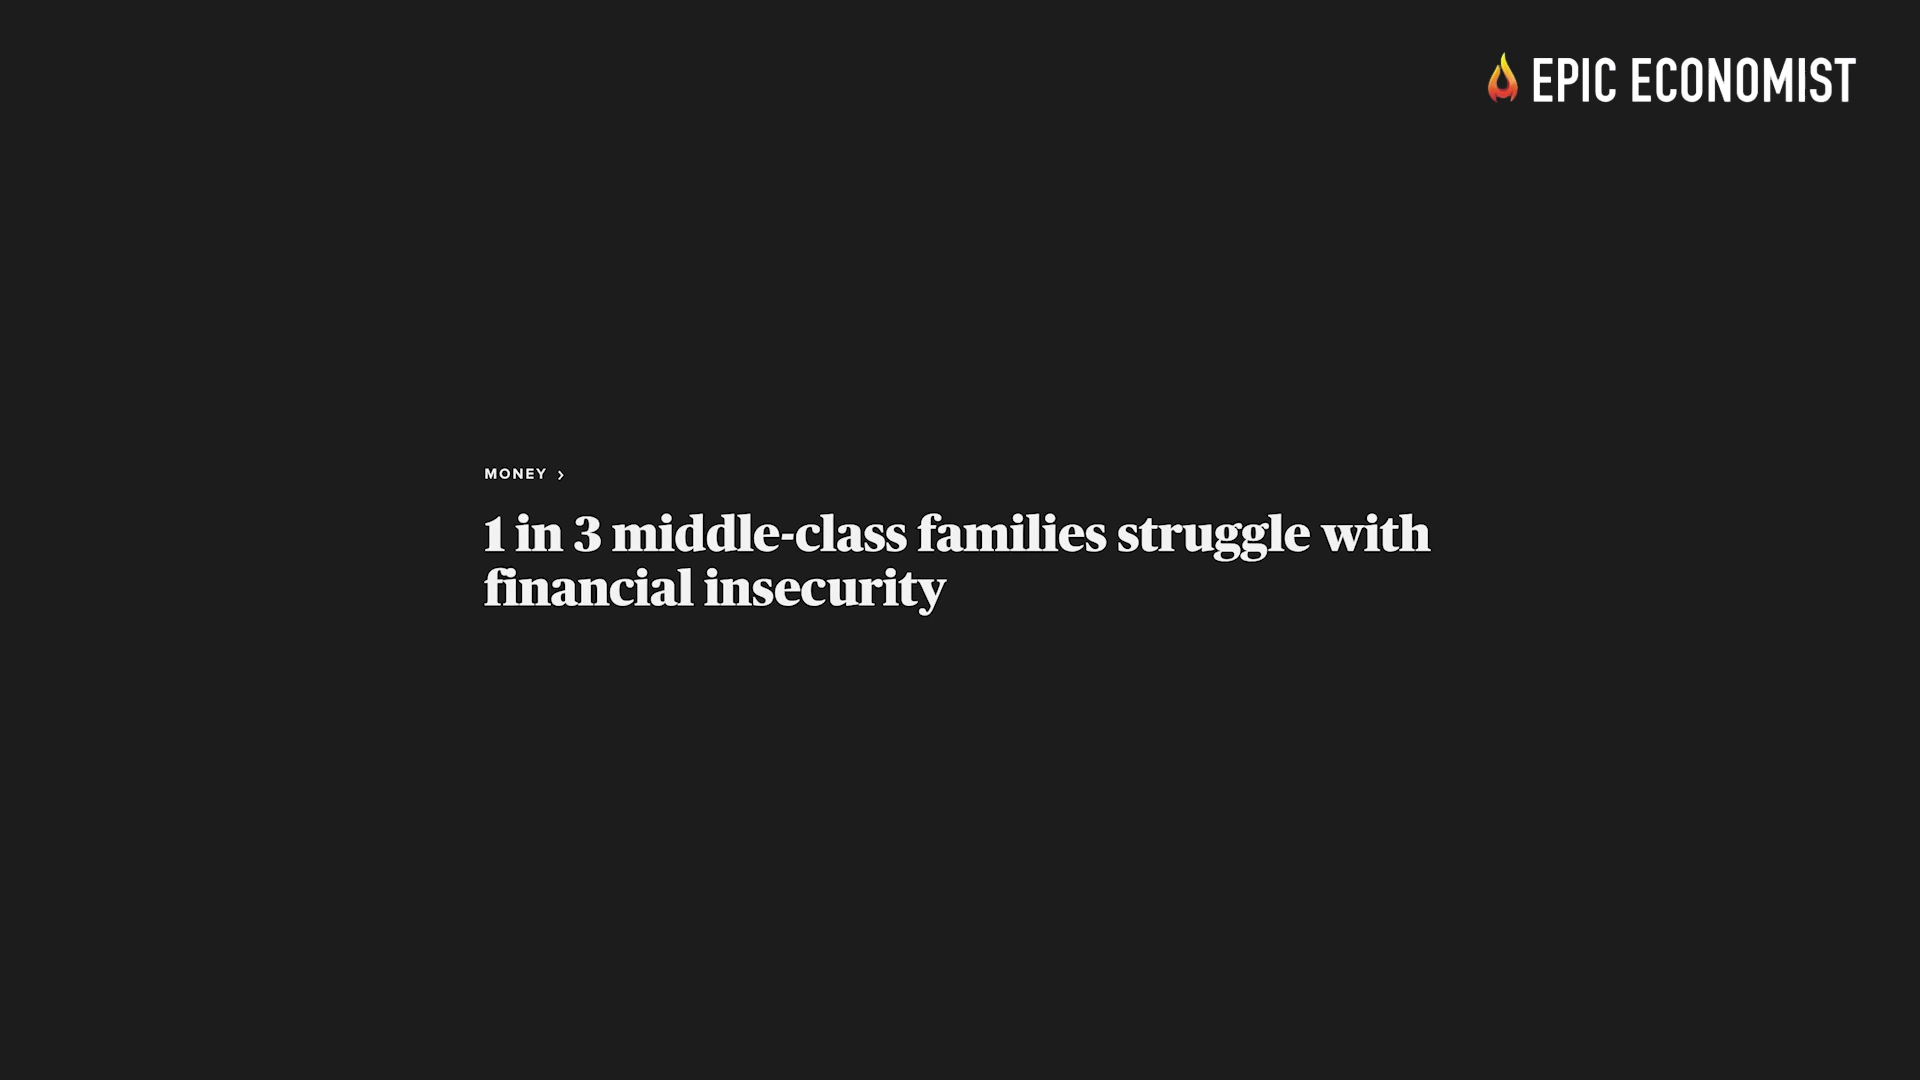 EPIC ECONOMIST
MONEY >
1 in 3 middle-class families struggle with
financial insecurity